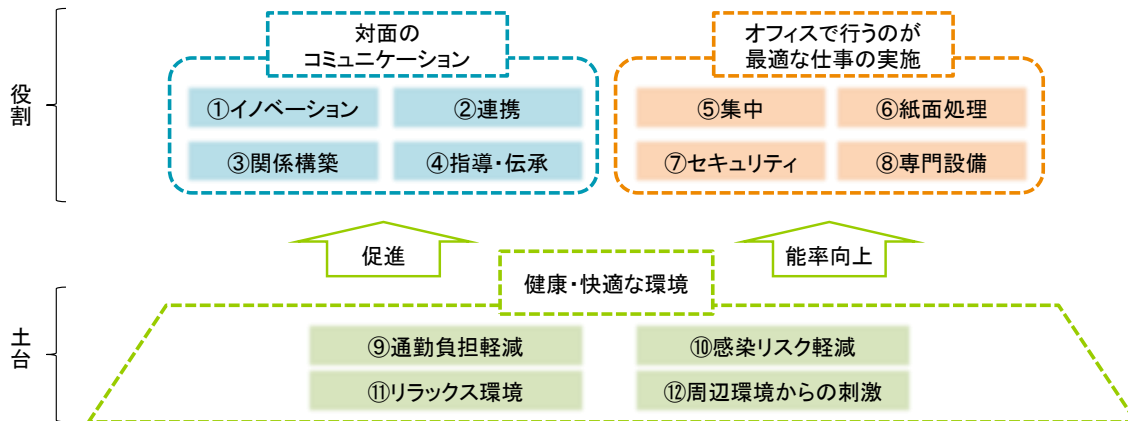 役割
対面の
コミュニケーション
①イノベーション
②連携
③関係構築
④指導・伝承
オフィスで行うのが
最適な仕事の実施
⑤集中
⑥紙面処理
⑦セキュリティ
⑧専門設備
促進
能率向上
土台
健康・快適な環境
⑨通勤負担軽減
⑩感染リスク軽減
⑪リラックス環境
⑫周辺環境からの刺激